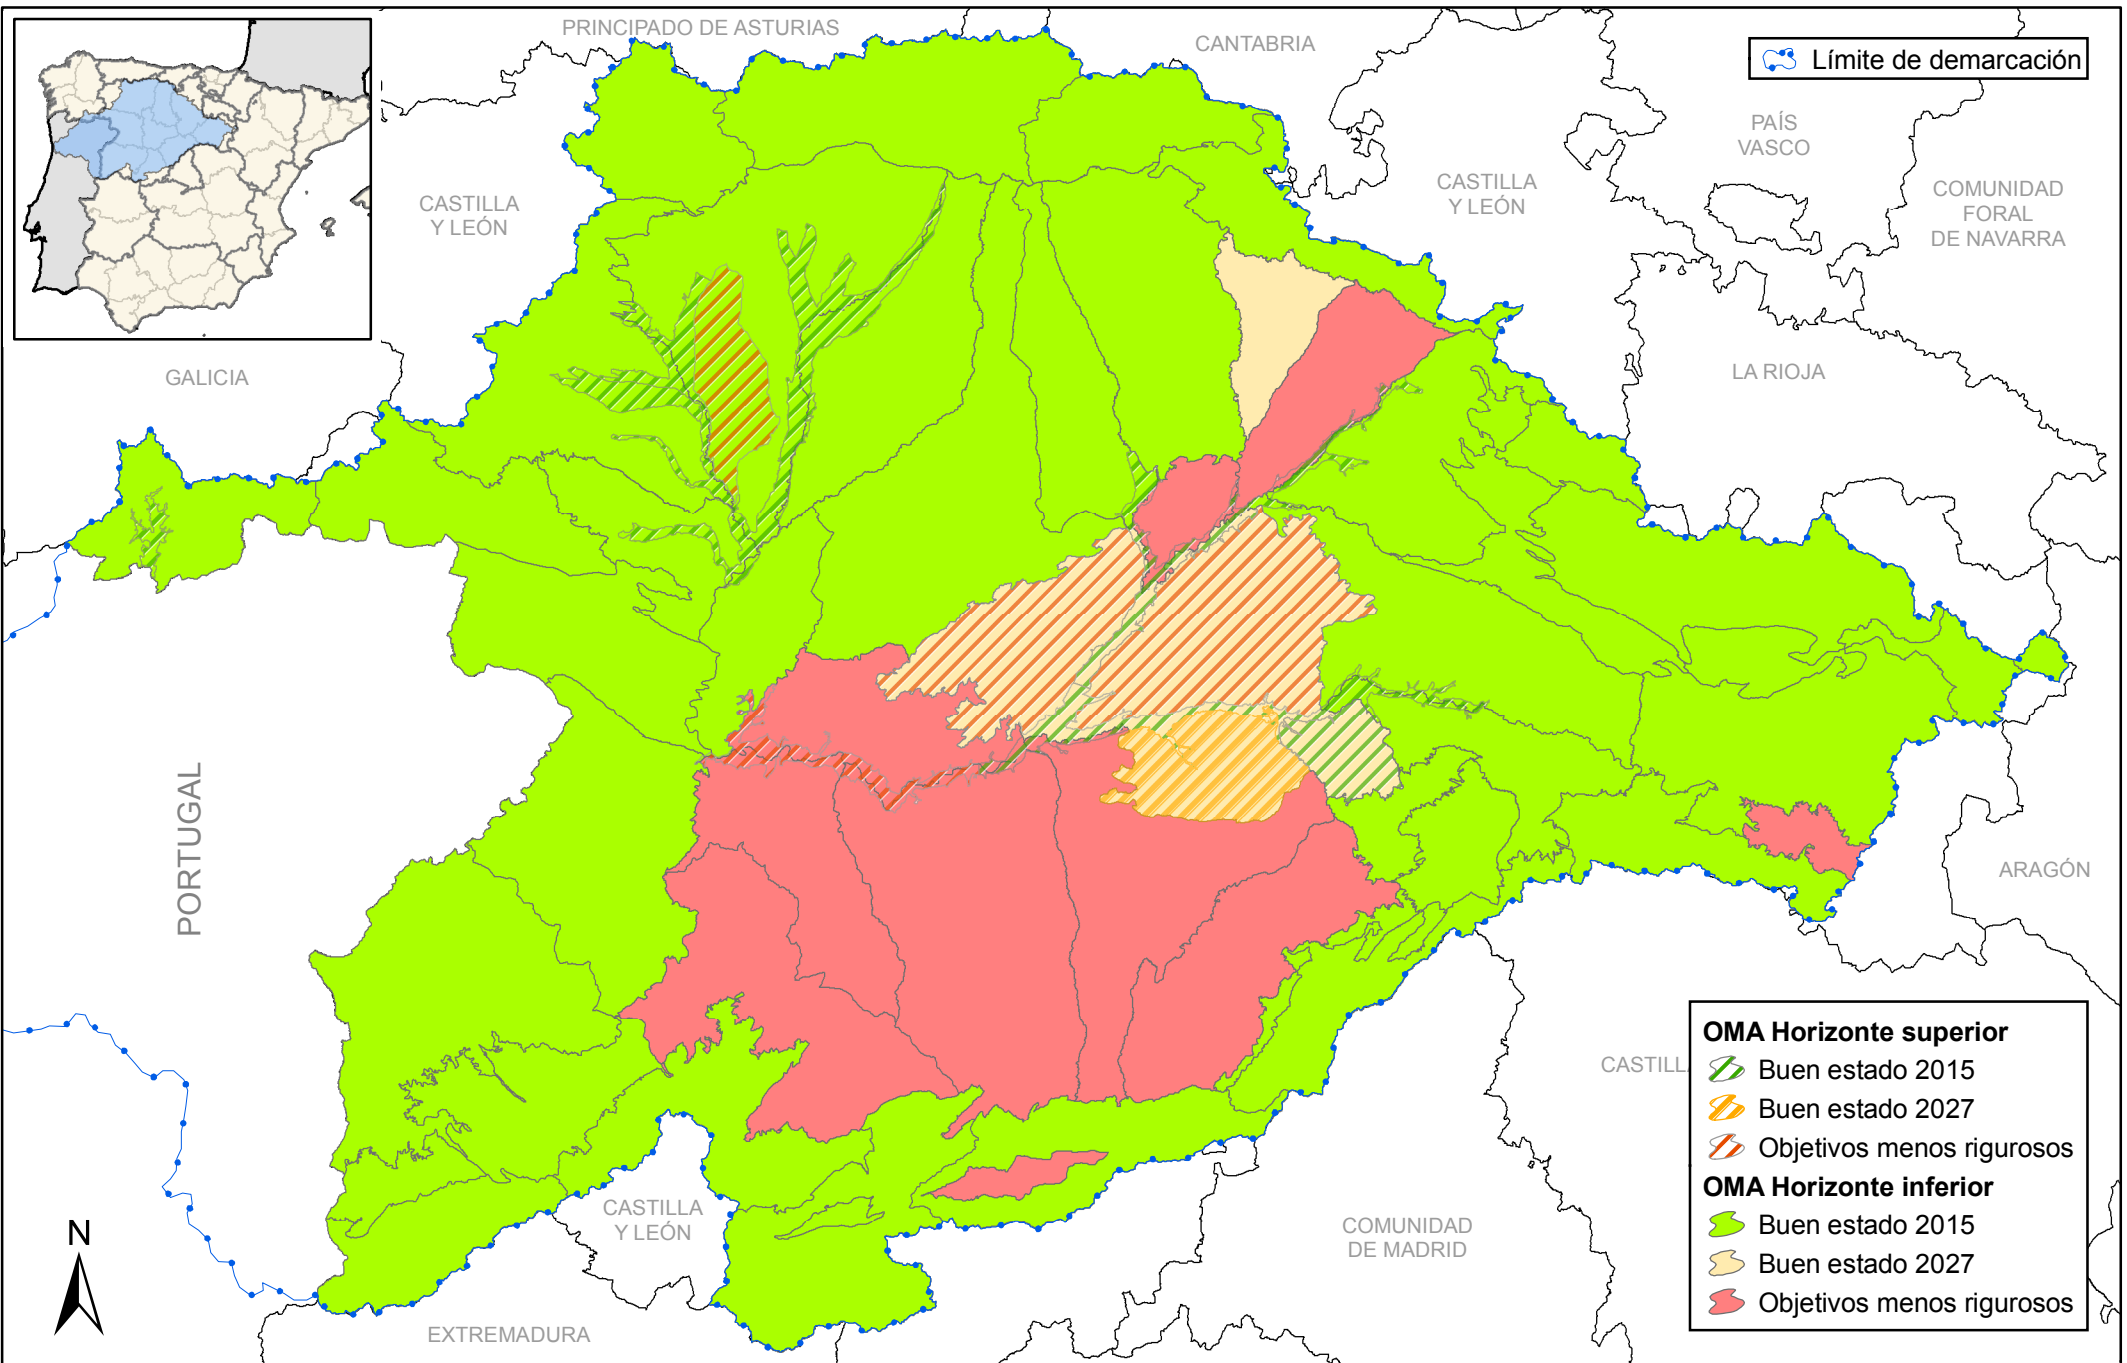 PRINCIPADO DE ASTURIAS
CANTABRIA
Límite de demarcación
PAÍS
VASCO
CASTILLA
Y LEÓN
CASTILLA
Y LEÓN
COMUNIDAD
FORAL
DE NAVARRA
GALICIA
LA RIOJA
PORTUGAL
ARAGÓN
CASTILL
CASTILLA
Y LEÓN
COMUNIDAD
DE MADRID
EXTREMADURA
N
OMA Horizonte superior
Buen estado 2015
Buen estado 2027
Objetivos menos rigurosos
OMA Horizonte inferior
Buen estado 2015
Buen estado 2027
Objetivos menos rigurosos